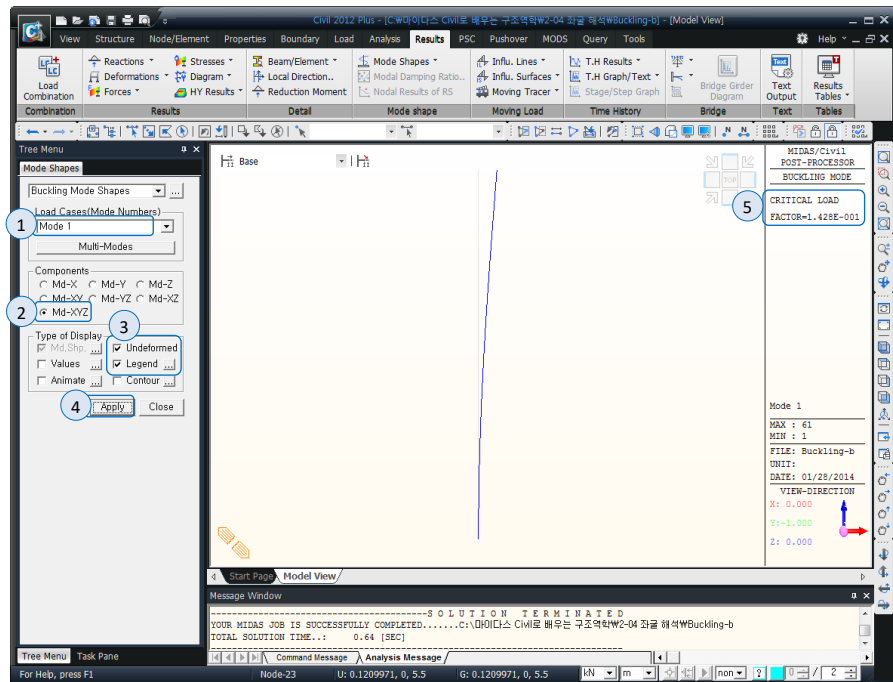 Civil 2012 Plus - [C:₩마이다스 Civil로 배우는 구조역학₩2-04 좌굴 해석₩Buckling-b] - [Model View]
View Structure Node/Element Properties Boundary Load Analysis Results PSC Pushover MODS Query Tools Help
Reactions Stresses Beam/Element Mode Shapes Influ. Lines T.H Results
Deformations Diagram Local Direction.. Modal Damping Ratio.. Influ. Surfaces T.H Graph/Text
Forces HY Results Reduction Moment Nodal Results of RS Moving Tracer Stage/Step Graph
Load Combination Bridge Girder Diagram Text Output Results Tables
Combination Results Detail Mode shape Moving Load Time History Bridge Text Tables
Tree Menu
Mode Shapes
Buckling Mode Shapes ...
Load Cases(Mode Numbers)
1 Mode 1
Multi-Modes
Components
Md-X Md-Y Md-Z
Md-XY Md-YZ Md-XZ
2 Md-XYZ
3
Type of Display
Md.Shp. ... Undeformed
Values ... Legend ...
Animate ... Contour ...
4 Apply Close
Base
TOP
MIDAS/Civil
POST-PROCESSOR
BUCKLING MODE
5
CRITICAL LOAD
FACTOR=1.428E-001
Mode 1
MAX : 61
MIN : 1
FILE: Buckling-b
UNIT:
DATE: 01/28/2014
VIEW-DIRECTION
X: 0.000
Y:-1.000
Z: 0.000
Start Page Model View
Message Window
--------------------------------------S O L U T I O N   T E R M I N A T E D
YOUR MIDAS JOB IS SUCCESSFULLY COMPLETED.......C:\마이다스 Civil로 배우는 구조역학₩2-04 좌굴 해석₩Buckling-b
TOTAL SOLUTION TIME..: 0.64 [SEC]
Tree Menu Task Pane Command Message Analysis Message
For Help, press F1 Node-23 U: 0.1209971, 0, 5.5 G: 0.1209971, 0, 5.5 kN m non ? 0 / 2